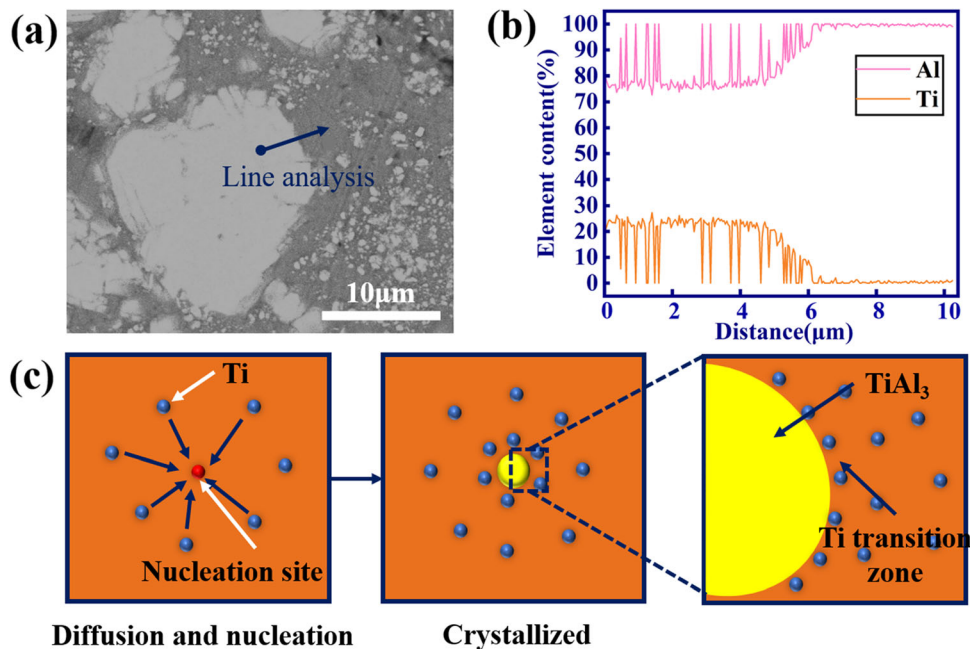 (a)
Line analysis
10μm
(b)
Element content(%)
100
90
80
70
60
50
40
30
20
10
0
Al
Ti
0
2
4
6
8
10
Distance(μm)
(c)
Ti
Nucleation site
TiAl₃
Ti transition
zone
Diffusion and nucleation
Crystallized